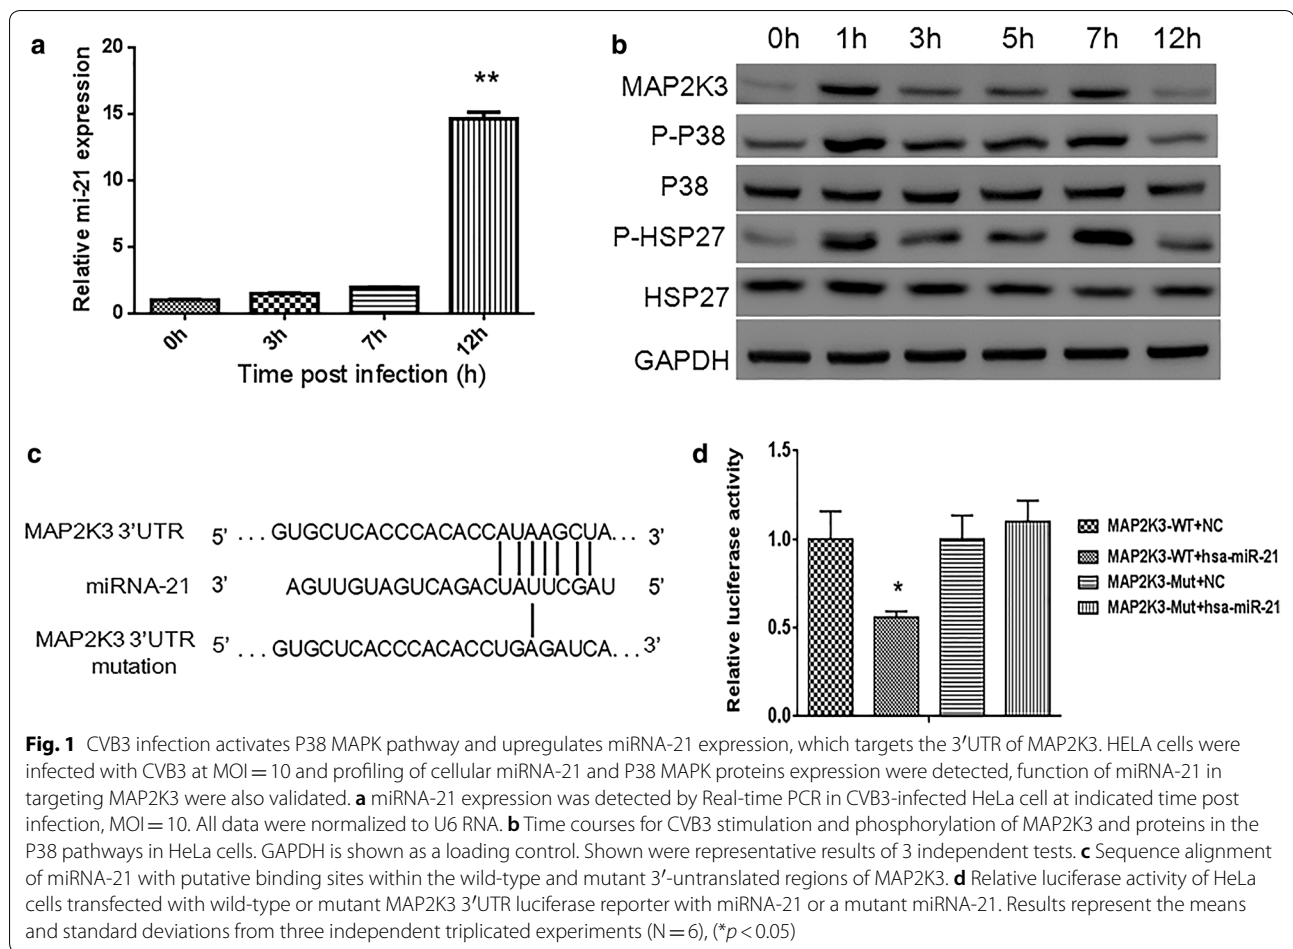 a
20
15
10
5
0
**
Relative mi-21 expression
0h 3h 7h 12h
Time post infection (h)
b
0h 1h 3h 5h 7h 12h
MAP2K3
P-P38
P38
P-HSP27
HSP27
GAPDH
c
MAP2K3 3'UTR 5' ... GUGCUCACCCACACCAUAAGCUA... 3'
miRNA-21 3' AGUUGUAGUCAGACUAUUCGAU 5'
MAP2K3 3'UTR
mutation
5' ... GUGCUCACCCACACCUGAGAUCA... 3'
d
1.5
1.0
0.5
0.0
*
Relative luciferase activity
MAP2K3-WT+NC
MAP2K3-WT+hsa-miR-21
MAP2K3-Mut+NC
MAP2K3-Mut+hsa-miR-21
Fig. 1 CVB3 infection activates P38 MAPK pathway and upregulates miRNA-21 expression, which targets the 3′UTR of MAP2K3. HELA cells were
infected with CVB3 at MOI = 10 and profiling of cellular miRNA-21 and P38 MAPK proteins expression were detected, function of miRNA-21 in
targeting MAP2K3 were also validated. a miRNA-21 expression was detected by Real-time PCR in CVB3-infected HeLa cell at indicated time post
infection, MOI = 10. All data were normalized to U6 RNA. b Time courses for CVB3 stimulation and phosphorylation of MAP2K3 and proteins in the
P38 pathways in HeLa cells. GAPDH is shown as a loading control. Shown were representative results of 3 independent tests. c Sequence alignment
of miRNA-21 with putative binding sites within the wild-type and mutant 3′-untranslated regions of MAP2K3. d Relative luciferase activity of HeLa
cells transfected with wild-type or mutant MAP2K3 3′UTR luciferase reporter with miRNA-21 or a mutant miRNA-21. Results represent the means
and standard deviations from three independent triplicated experiments (N = 6), (*p < 0.05)